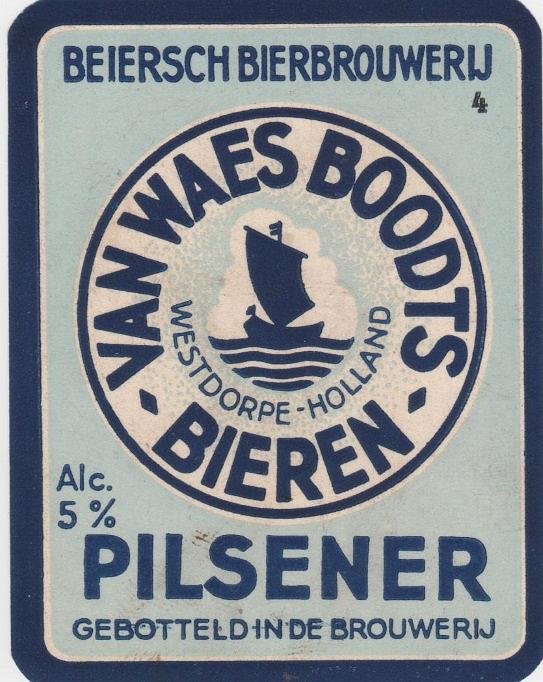 BEIERSCH BIERBROUWERIJ
4
VAN WAES BOODTS
WESTDORPE-HOLLAND
BIEREN
Alc.
5 %
PILSENER
GEBOTTELD IN DE BROUWERIJ